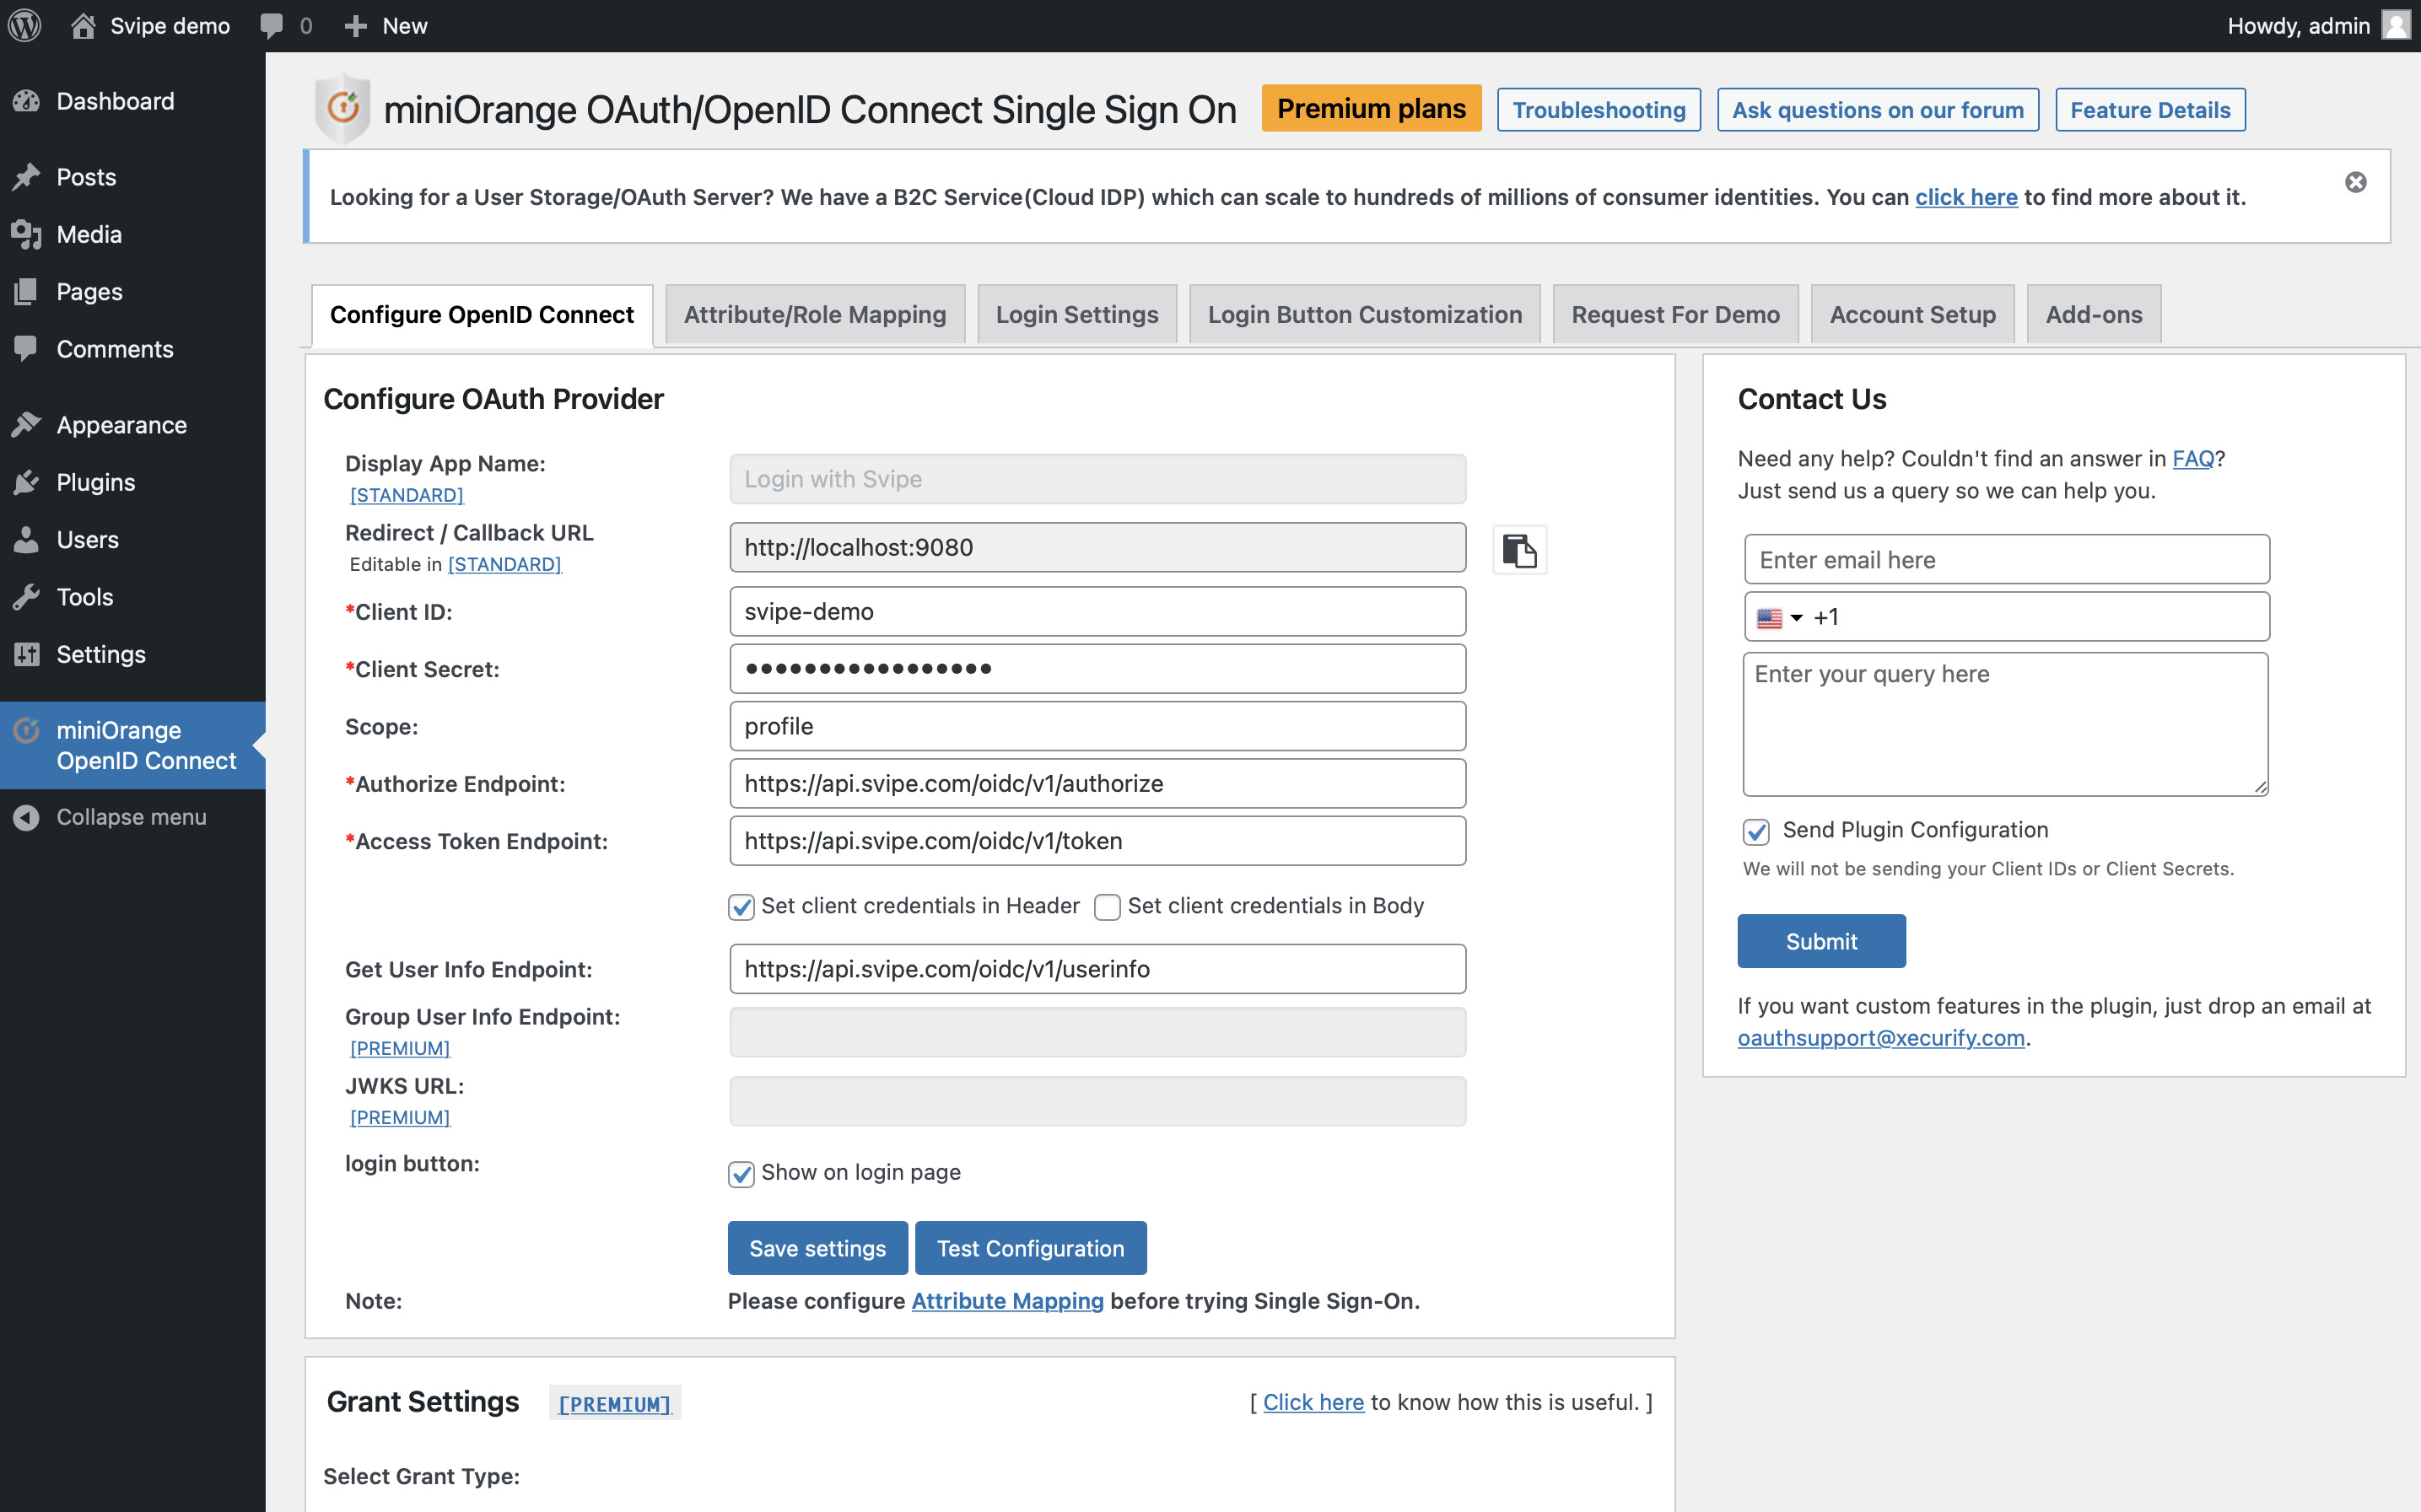 Svipe demo 0 New Howdy, admin
Dashboard
Posts
Media
Pages
Comments
Appearance
Plugins
Users
Tools
Settings
miniOrange
OpenID Connect
Collapse menu
miniOrange OAuth/OpenID Connect Single Sign On Premium plans Troubleshooting Ask questions on our forum Feature Details
Looking for a User Storage/OAuth Server? We have a B2C Service(Cloud IDP) which can scale to hundreds of millions of consumer identities. You can click here to find more about it.
Configure OpenID Connect Attribute/Role Mapping Login Settings Login Button Customization Request For Demo Account Setup Add-ons
Configure OAuth Provider
Display App Name: Login with Svipe
[STANDARD]
Redirect / Callback URL http://localhost:9080
Editable in [STANDARD]
*Client ID: svipe-demo
*Client Secret: •••••••••••••••••
Scope: profile
*Authorize Endpoint: https://api.svipe.com/oidc/v1/authorize
*Access Token Endpoint: https://api.svipe.com/oidc/v1/token
Set client credentials in Header Set client credentials in Body
Get User Info Endpoint: https://api.svipe.com/oidc/v1/userinfo
Group User Info Endpoint:
[PREMIUM]
JWKS URL:
[PREMIUM]
login button: Show on login page
Save settings Test Configuration
Note: Please configure Attribute Mapping before trying Single Sign-On.
Grant Settings [PREMIUM] [ Click here to know how this is useful. ]
Select Grant Type:
Contact Us
Need any help? Couldn't find an answer in FAQ?
Just send us a query so we can help you.
Enter email here
+1
Enter your query here
Send Plugin Configuration
We will not be sending your Client IDs or Client Secrets.
Submit
If you want custom features in the plugin, just drop an email at
oauthsupport@xecurify.com.